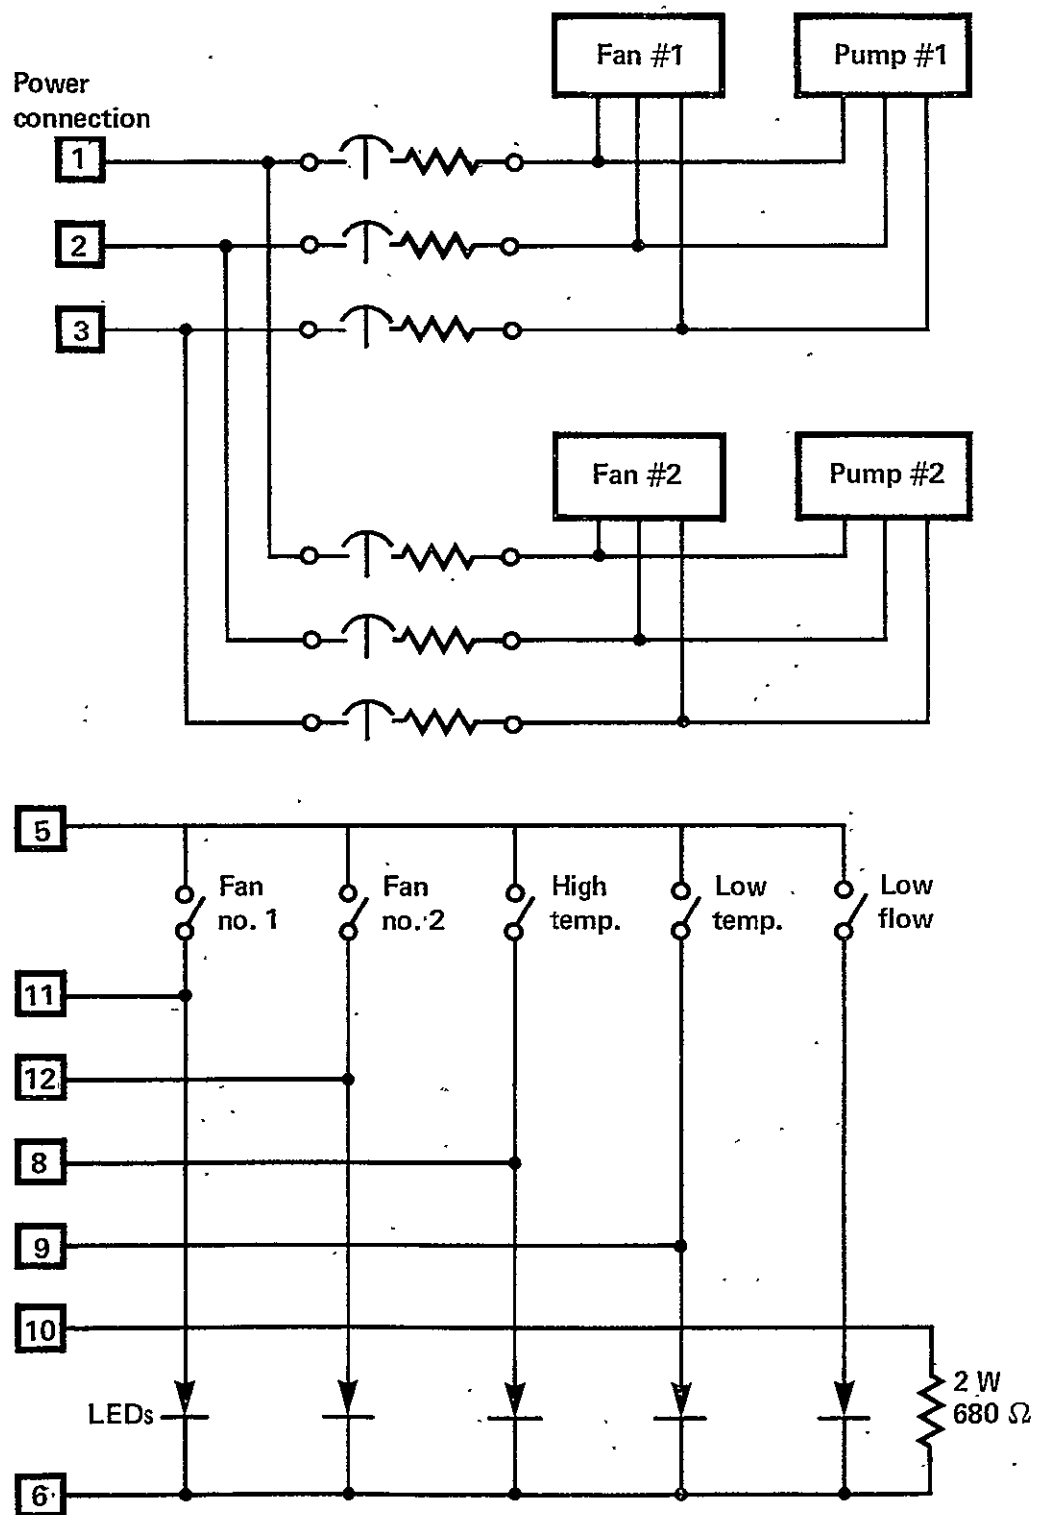 Fan #1
Pump #1
Power
connection
1
2
3
Fan #2
Pump #2
5
Fan
no. 1
Fan
no. 2
High
temp.
Low
temp.
Low
flow
11
12
8
9
10
2 W
680 Ω
LEDs
6